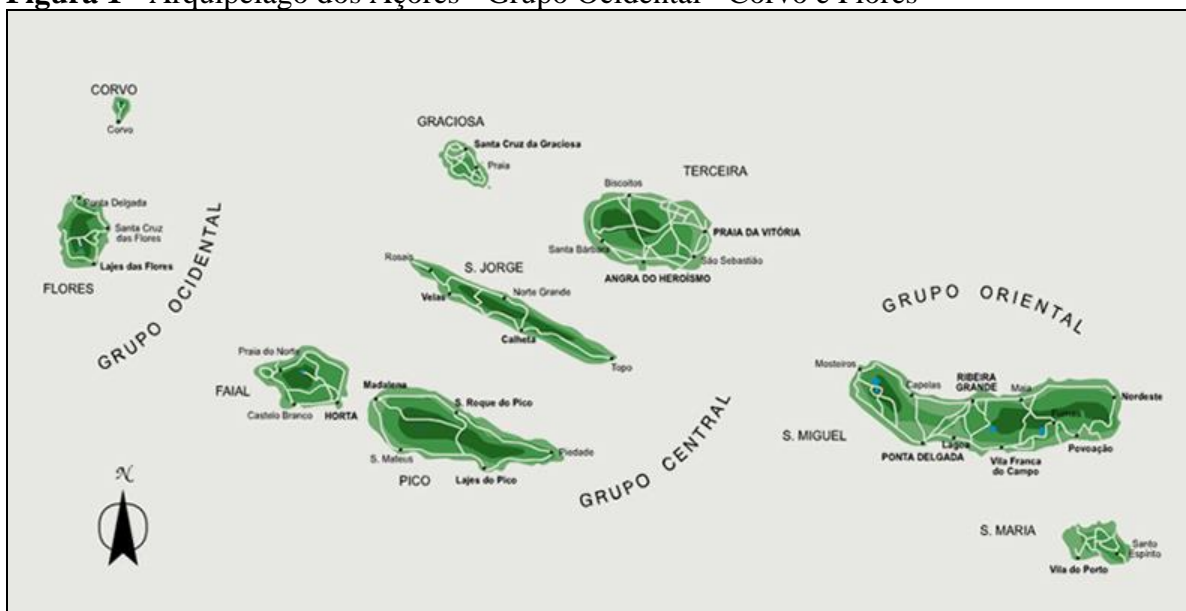 Figura 1 - Arquipélago dos Açores - Grupo Ocidental - Corvo e Flores
CORVO
Corvo
Ponta Delgada
Santa Cruz
das Flores
Lajes das Flores
FLORES
GRUPO OCIDENTAL
GRACIOSA
Santa Cruz da Graciosa
Praia
TERCEIRA
Biscoitos
PRAIA DA VITÓRIA
Santa Bárbara
São Sebastião
ANGRA DO HEROÍSMO
Rosais
S. JORGE
Velas
Norte Grande
Calheta
Topo
Praia do Norte
FAIAL
Castelo Branco
HORTA
Madalena
S. Roque do Pico
Piedade
S. Mateus
Lajes do Pico
PICO
GRUPO CENTRAL
GRUPO ORIENTAL
Mosteiros
Capelas
RIBEIRA
GRANDE
Maia
Nordeste
Furnas
S. MIGUEL
PONTA DELGADA
Lagoa
Vila Franca
do Campo
Povoação
S. MARIA
Santo
Espírito
Vila do Porto
N